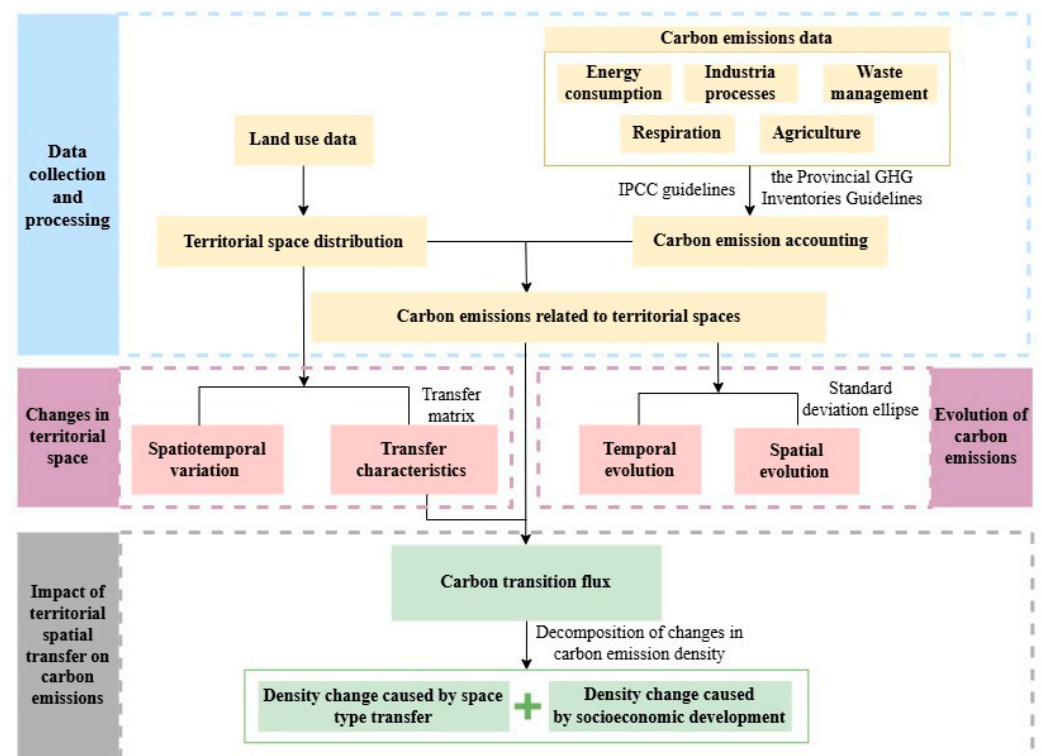 Data
collection
and
processing
Carbon emissions data
Energy
consumption
Industria
processes
Waste
management
Respiration
Agriculture
Land use data
IPCC guidelines
the Provincial GHG
Inventories Guidelines
Territorial space distribution
Carbon emission accounting
Carbon emissions related to territorial spaces
Changes in
territorial
space
Transfer
matrix
Spatiotemporal
variation
Transfer
characteristics
Standard
deviation ellipse
Temporal
evolution
Spatial
evolution
Evolution of
carbon
emissions
Impact of
territorial
spatial
transfer on
carbon
emissions
Carbon transition flux
Decomposition of changes in
carbon emission density
Density change caused by space
type transfer
+
Density change caused
by socioeconomic development